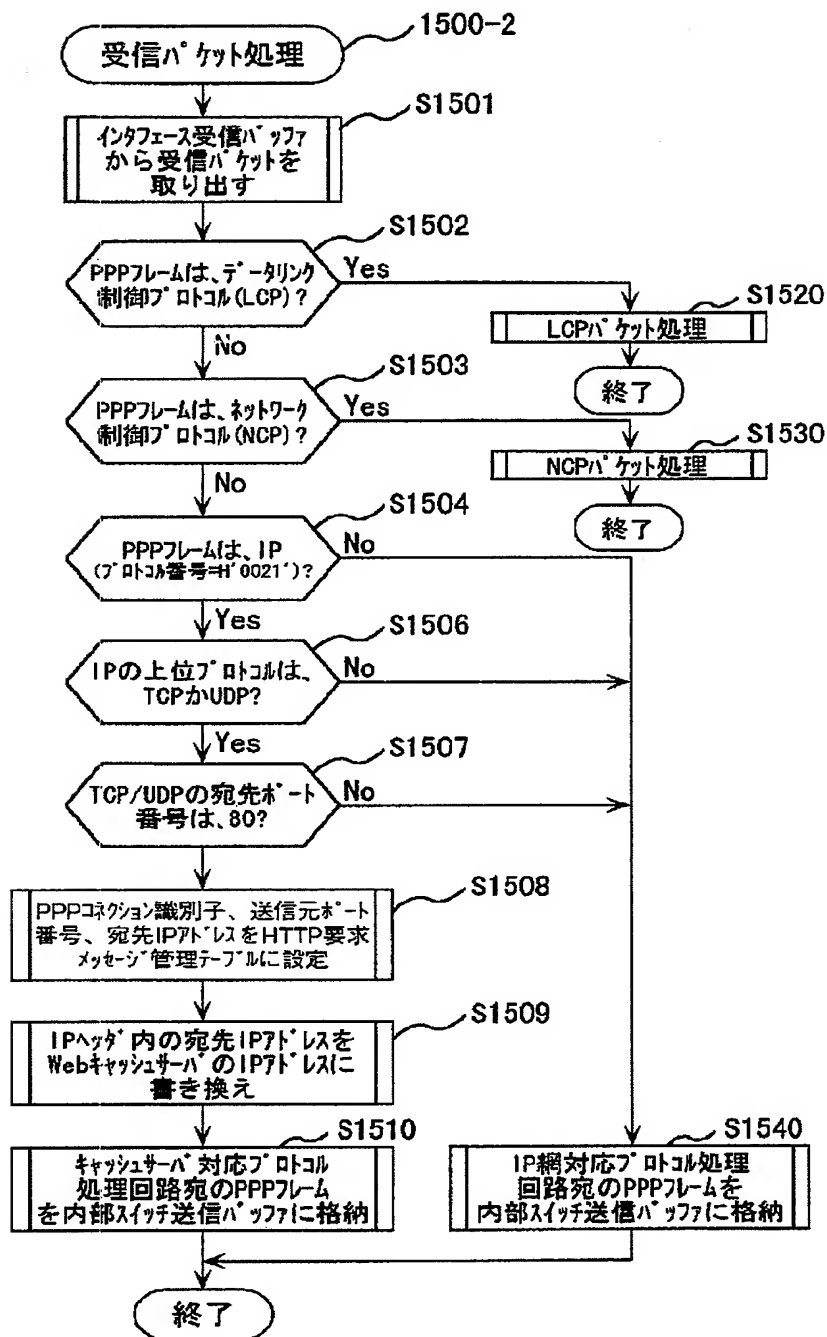 1500-2
受信パケット処理
S1501
インタフェース受信バッファ
から受信パケットを
取り出す
S1502
PPPフレームは、データリンク
制御プロトコル(LCP)?
Yes
No
S1520
LCPパケット処理
終了
S1503
PPPフレームは、ネットワーク
制御プロトコル(NCP)?
Yes
No
S1530
NCPパケット処理
終了
S1504
PPPフレームは、IP
(プロトコル番号=H'0021')?
No
Yes
S1506
IPの上位プロトコルは、
TCPかUDP?
No
Yes
S1507
TCP/UDPの宛先ポート
番号は、80?
No
S1508
PPPコネクション識別子、送信元ポート
番号、宛先IPアドレスをHTTP要求
メッセージ管理テーブルに設定
S1509
IPヘッダ内の宛先IPアドレスを
WebキャッシュサーバのIPアドレスに
書き換え
S1510
キャッシュサーバ対応プロトコル
処理回路宛のPPPフレーム
を内部スイッチ送信バッファに格納
S1540
IP網対応プロトコル処理
回路宛のPPPフレームを
内部スイッチ送信バッファに格納
終了